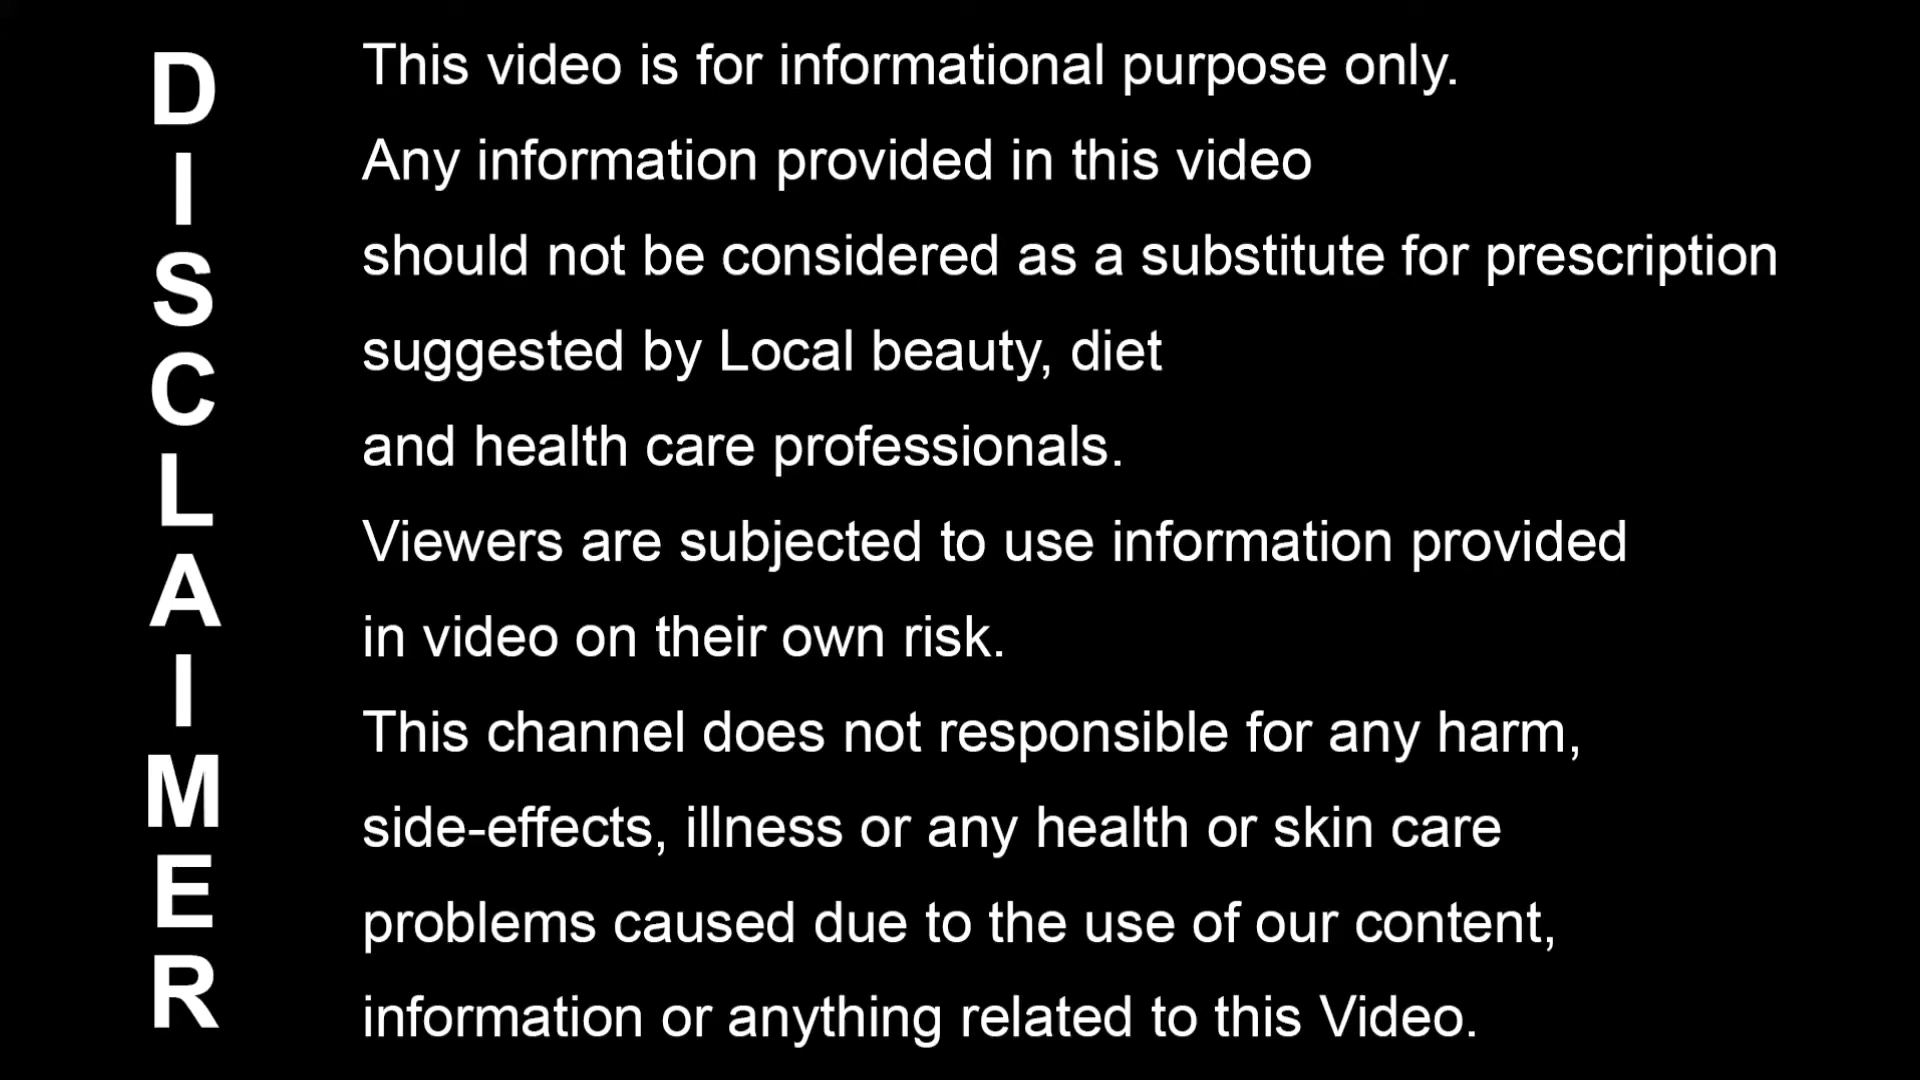 DISCLAIMER
This video is for informational purpose only.
Any information provided in this video
should not be considered as a substitute for prescription
suggested by Local beauty, diet
and health care professionals.
Viewers are subjected to use information provided
in video on their own risk.
This channel does not responsible for any harm,
side-effects, illness or any health or skin care
problems caused due to the use of our content,
information or anything related to this Video.